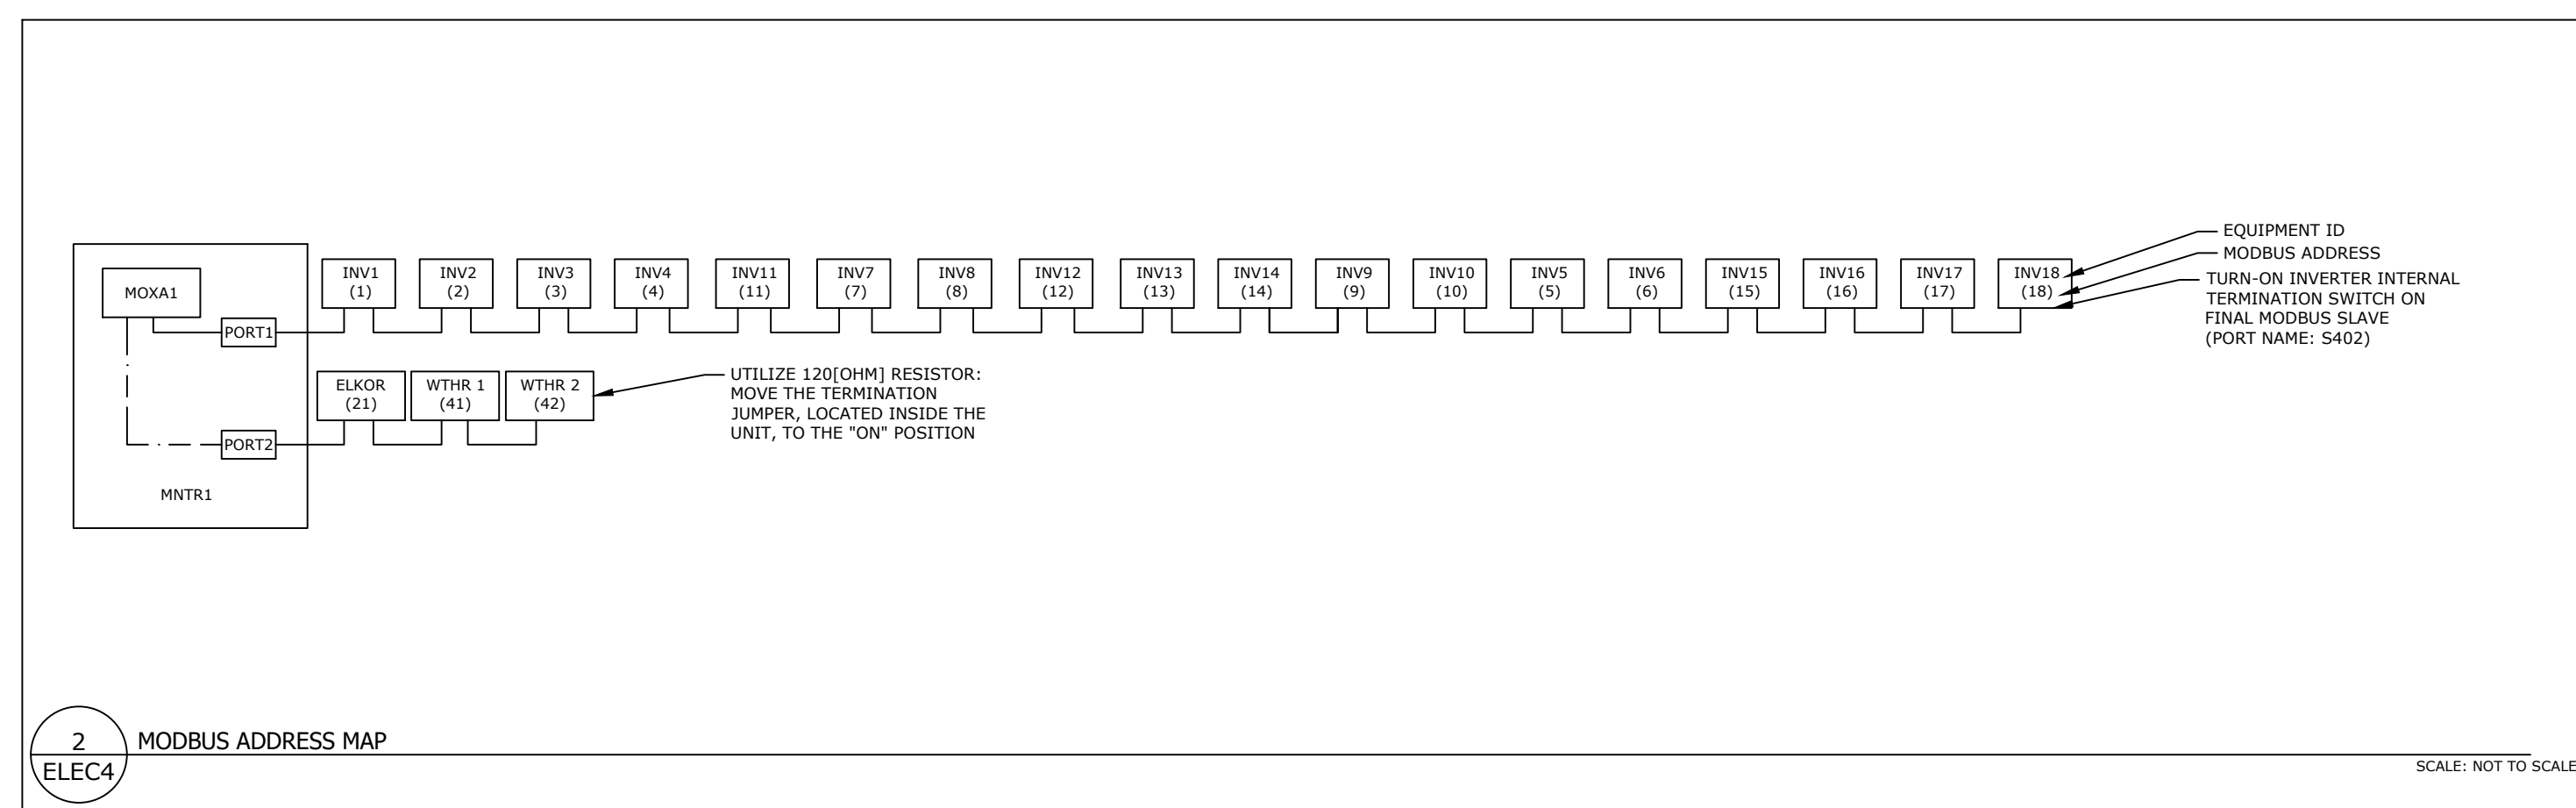 MOXA1
PORT1
PORT2
MNTR1
INV1
(1)
INV2
(2)
INV3
(3)
INV4
(4)
INV11
(11)
INV7
(7)
INV8
(8)
INV12
(12)
INV13
(13)
INV14
(14)
INV9
(9)
INV10
(10)
INV5
(5)
INV6
(6)
INV15
(15)
INV16
(16)
INV17
(17)
INV18
(18)
EQUIPMENT ID
MODBUS ADDRESS
TURN-ON INVERTER INTERNAL
TERMINATION SWITCH ON
FINAL MODBUS SLAVE
(PORT NAME: S402)
ELKOR
(21)
WTHR 1
(41)
WTHR 2
(42)
UTILIZE 120[OHM] RESISTOR:
MOVE THE TERMINATION
JUMPER, LOCATED INSIDE THE
UNIT, TO THE "ON" POSITION
2
ELEC4
MODBUS ADDRESS MAP
SCALE: NOT TO SCALE